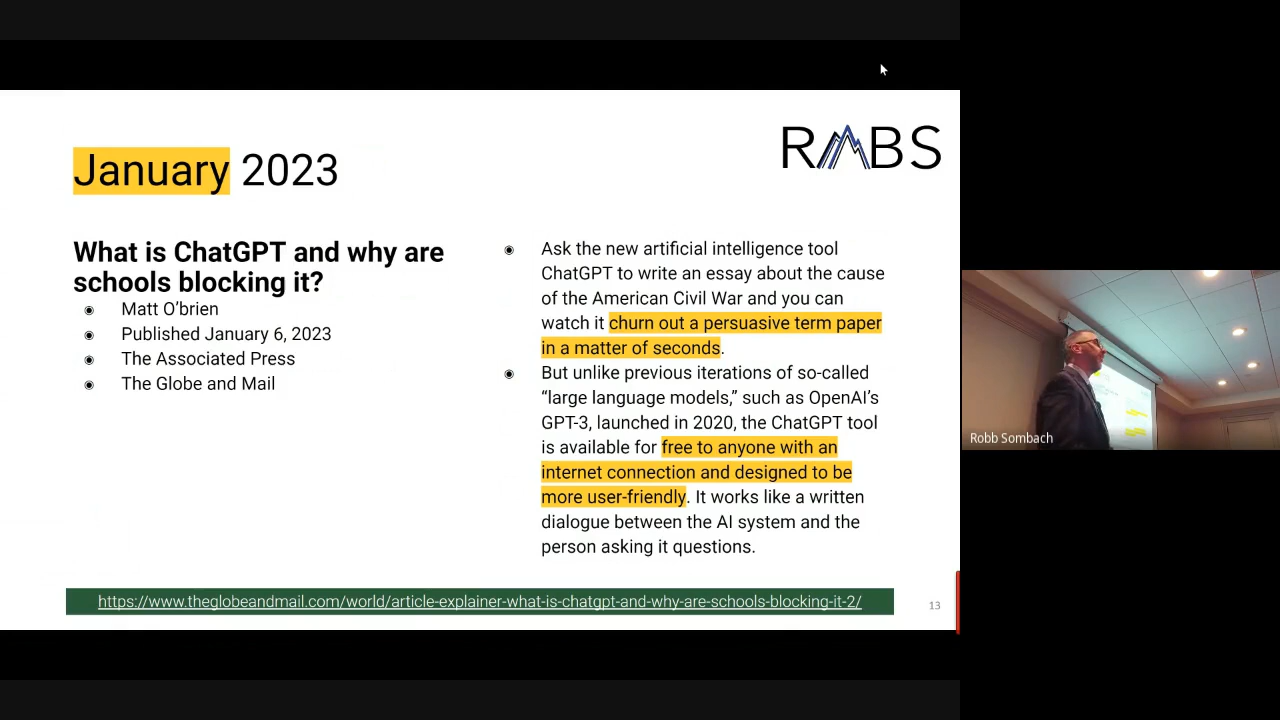 January 2023
RABS
What is ChatGPT and why are
schools blocking it?
◉ Matt O’brien
◉ Published January 6, 2023
◉ The Associated Press
◉ The Globe and Mail
◉ Ask the new artificial intelligence tool
ChatGPT to write an essay about the cause
of the American Civil War and you can
watch it churn out a persuasive term paper
in a matter of seconds.
◉ But unlike previous iterations of so-called
“large language models,” such as OpenAI’s
GPT-3, launched in 2020, the ChatGPT tool
is available for free to anyone with an
internet connection and designed to be
more user-friendly. It works like a written
dialogue between the AI system and the
person asking it questions.
https://www.theglobeandmail.com/world/article-explainer-what-is-chatgpt-and-why-are-schools-blocking-it-2/
13
Robb Sombach